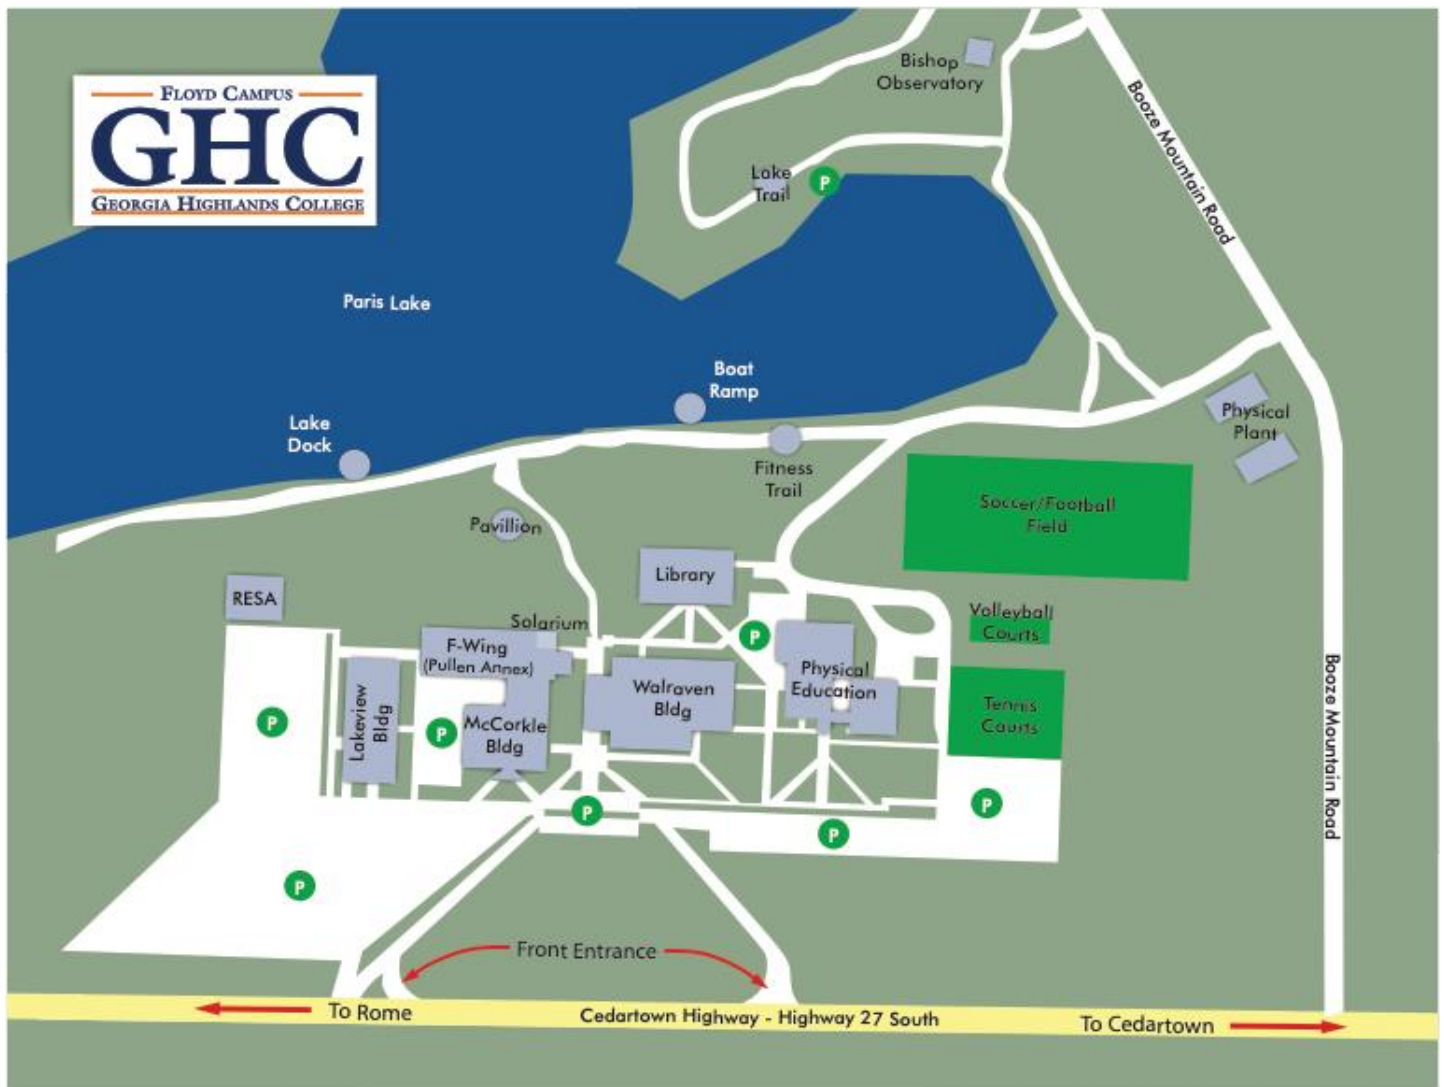 FLOYD CAMPUS
GHC
GEORGIA HIGHLANDS COLLEGE
Bishop
Observatory
Booze Mountain Road
Lake
Trail
P
Paris Lake
Boat
Ramp
Lake
Dock
Physical
Plant
Fitness
Trail
Soccer/Football
Field
Pavillion
Library
RESA
Solarium
Volleyball
Courts
F-Wing
(Pullen Annex)
P
Physical
Education
Walraven
Bldg
Lakeview
Bldg
McCorkle
Bldg
Tennis
Courts
P
P
Booze Mountain Road
P
P
P
P
Front Entrance
To Rome
Cedartown Highway - Highway 27 South
To Cedartown